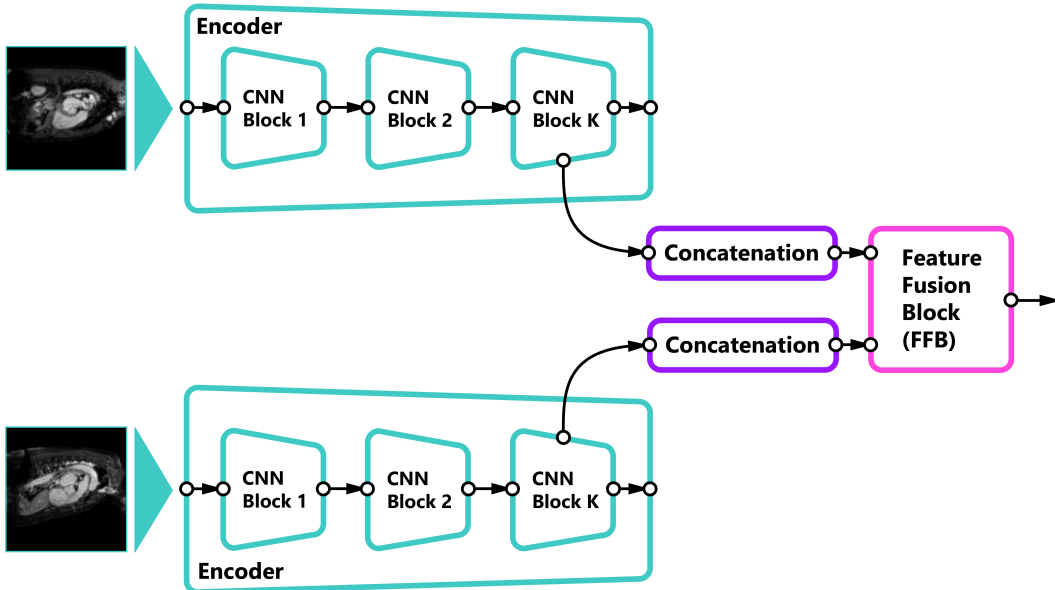 Encoder
CNN
Block 1
CNN
Block 2
CNN
Block K
Concatenation
Feature
Fusion
Block
(FFB)
Concatenation
CNN
Block 1
CNN
Block 2
CNN
Block K
Encoder